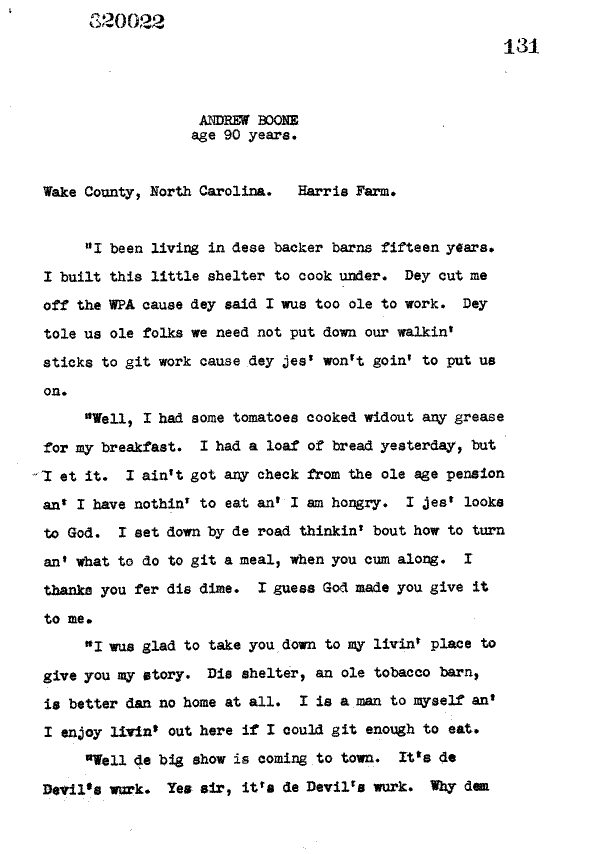 320022
131
ANDREW BOONE
age 90 years.
Wake County, North Carolina. Harris Farm.
"I been living in dese backer barns fifteen years.
I built this little shelter to cook under. Dey cut me
off the WPA cause dey said I wus too ole to work. Dey
tole us ole folks we need not put down our walkin'
sticks to git work cause dey jes' won't goin' to put us
on.
"Well, I had some tomatoes cooked widout any grease
for my breakfast. I had a loaf of bread yesterday, but
I et it. I ain't got any check from the ole age pension
an' I have nothin' to eat an' I am hongry. I jes' looks
to God. I set down by de road thinkin' bout how to turn
an' what to do to git a meal, when you cum along. I
thanks you fer dis dime. I guess God made you give it
to me.
"I wus glad to take you down to my livin' place to
give you my story. Dis shelter, an ole tobacco barn,
is better dan no home at all. I is a man to myself an'
I enjoy livin' out here if I could git enough to eat.
"Well de big show is coming to town. It's de
Devil's wurk. Yes sir, it's de Devil's wurk. Why dem